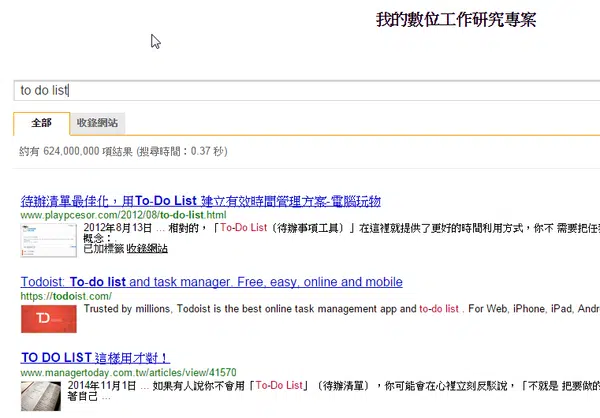 我的數位工作研究專案
to do list
全部 收錄網站
約有 624,000,000 項結果 (搜尋時間：0.37 秒)
待辦清單最佳化，用To-Do List 建立有效時間管理方案-電腦玩物
www.playpcesor.com/2012/08/to-do-list.html
2012年8月13日 ... 相對的，「To-Do List〔待辦事項工具〕」在這裡就提供了更好的時間利用方式，你不 需要把任
概念：.
已加標籤 收錄網站
Todoist: To-do list and task manager. Free, easy, online and mobile
https://todoist.com/
Trusted by millions, Todoist is the best online task management app and to-do list . For Web, iPhone, iPad, Andr
TO DO LIST 這樣用才對！
www.managertoday.com.tw/articles/view/41570
2014年11月1日 ... 如果有人說你不會用「To-Do List」〔待辦清單〕，你可能會在心裡立刻反駁說，「不就是 把要做的
著自己 ...